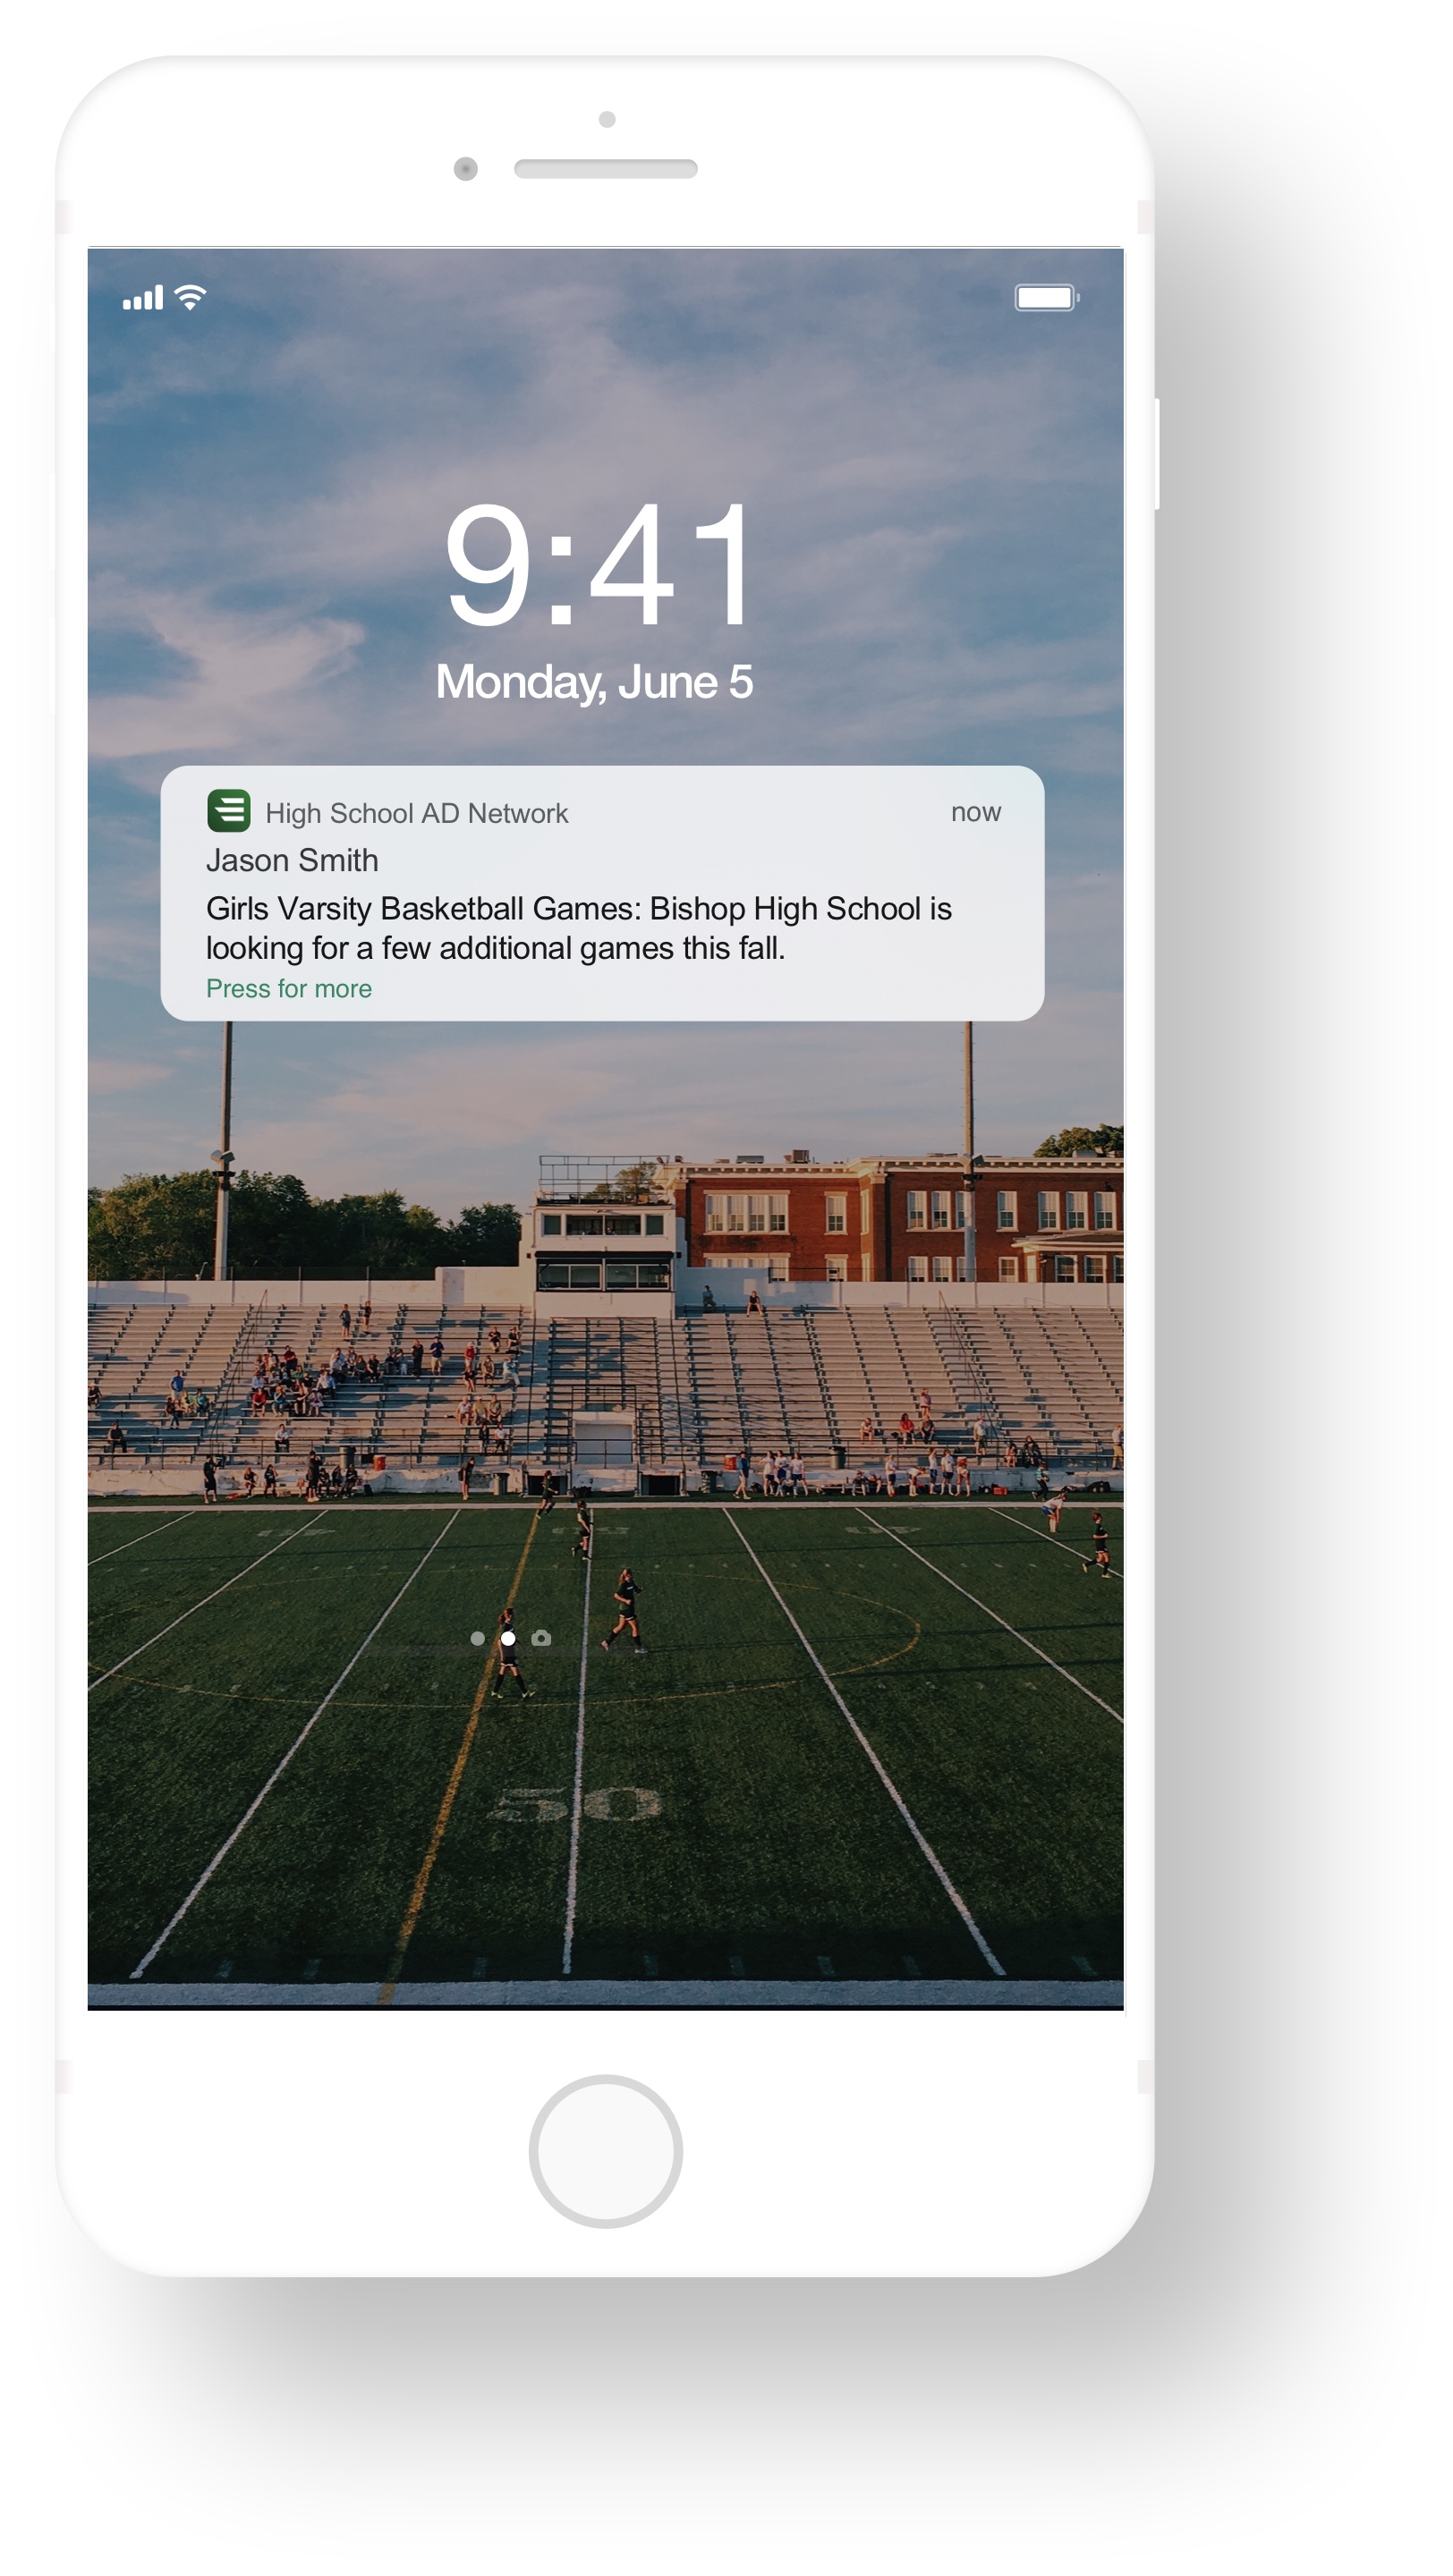 9:41
Monday, June 5
High School AD Network
now
Jason Smith
Girls Varsity Basketball Games: Bishop High School is
looking for a few additional games this fall.
Press for more
50